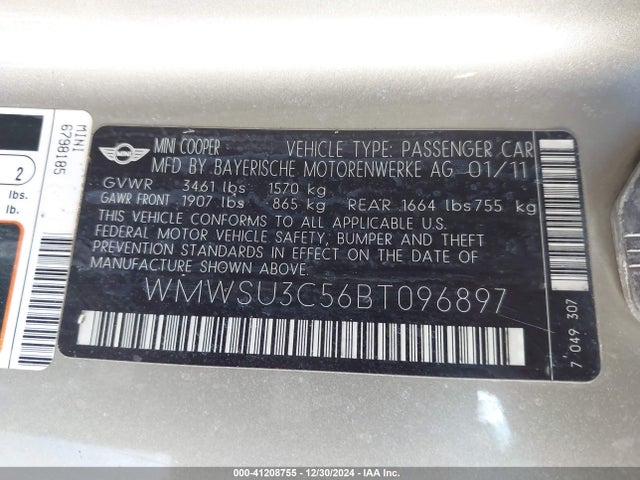 MINI COOPER VEHICLE TYPE: PASSENGER CAR
MINI
MFD BY BAYERISCHE MOTORENWERKE AG 01/11
GVWR 3461 lbs 1570 kg
GAWR FRONT 1907 lbs 865 kg REAR 1664 lbs 755 kg
THIS VEHICLE CONFORMS TO ALL APPLICABLE U.S.
FEDERAL MOTOR VEHICLE SAFETY, BUMPER AND THEFT
PREVENTION STANDARDS IN EFFECT ON THE DATE OF
MANUFACTURE SHOWN ABOVE.
WMWSU3C56BT096897
7 049 307
MINI
6798185
2
lbs.
lb.
000-41208755 - 12/30/2024 - IAA Inc.